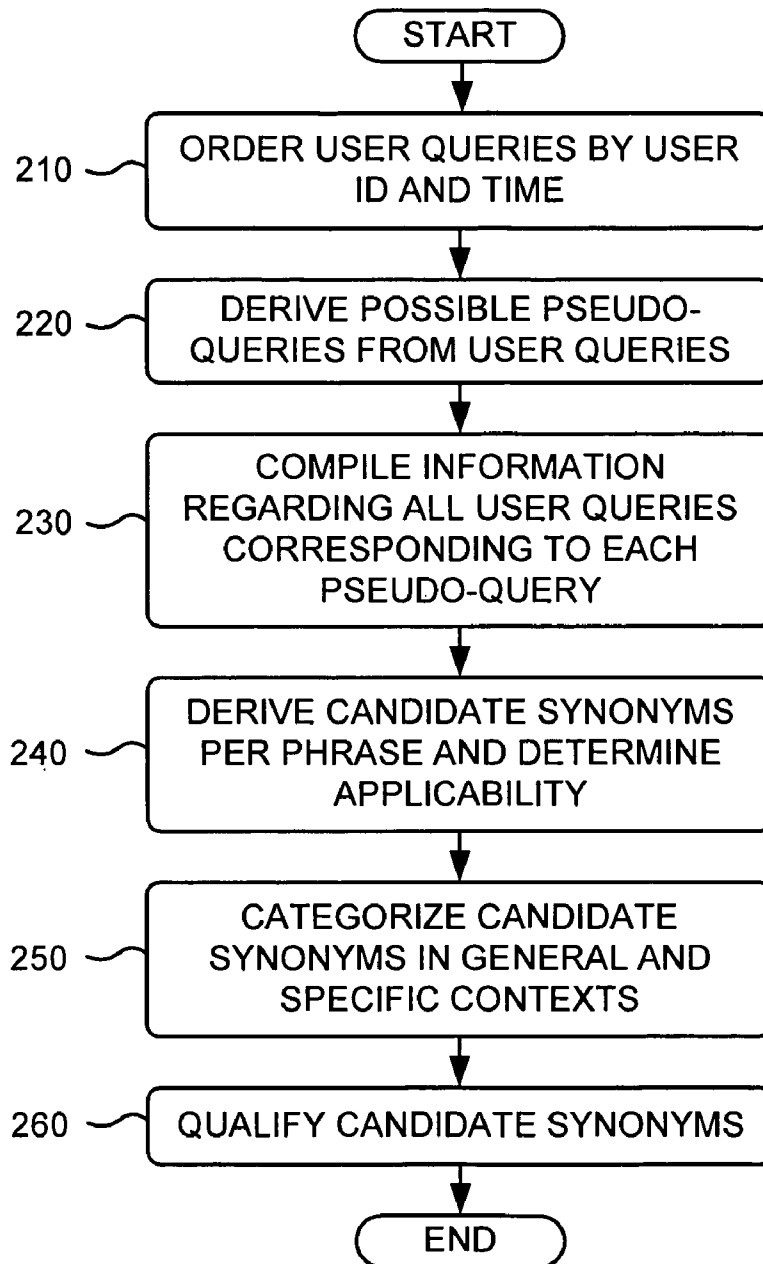 START
210
ORDER USER QUERIES BY USER
ID AND TIME
220
DERIVE POSSIBLE PSEUDO-
QUERIES FROM USER QUERIES
230
COMPILE INFORMATION
REGARDING ALL USER QUERIES
CORRESPONDING TO EACH
PSEUDO-QUERY
240
DERIVE CANDIDATE SYNONYMS
PER PHRASE AND DETERMINE
APPLICABILITY
250
CATEGORIZE CANDIDATE
SYNONYMS IN GENERAL AND
SPECIFIC CONTEXTS
260
QUALIFY CANDIDATE SYNONYMS
END